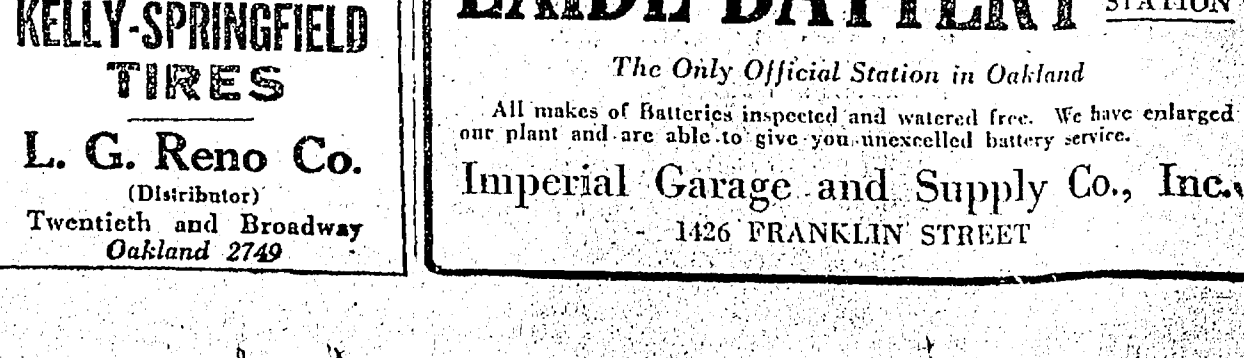 KELLY-SPRINGFIELD
TIRES
L. G. Reno Co.
(Distributor)
Twentieth and Broadway
Oakland 2749
EXIDE BATTERY STATION
The Only Official Station in Oakland
All makes of Batteries inspected and watered free. We have enlarged
our plant and are able to give you unexcelled battery service.
Imperial Garage and Supply Co., Inc.
1426 FRANKLIN STREET